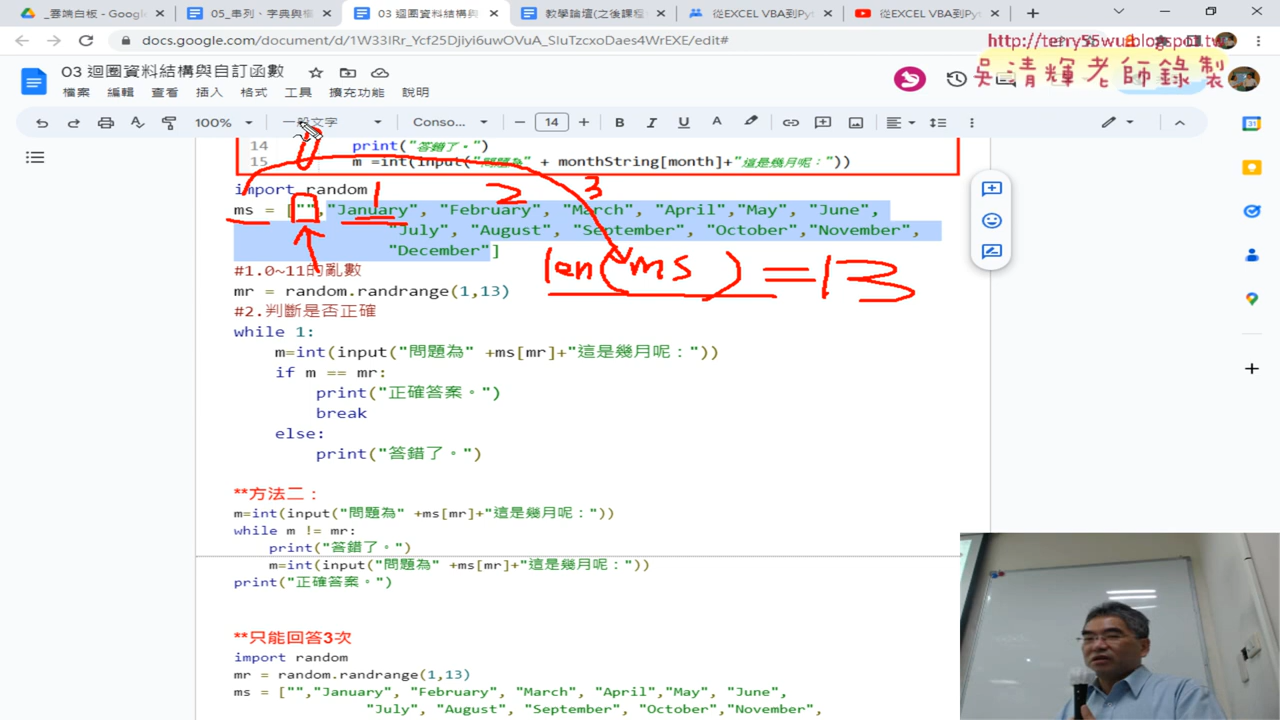 _雲端白板 - Google
05_串列、字典與
03 迴圈資料結構與
教學論壇(之後課程
從EXCEL VBA到Py
從EXCEL VBA到Pyt
docs.google.com/document/d/1W33IRr_Ycf25Djiyi6uwOVuA_SIuTzcxoDaes4WrEXE/edit#
http://terry55wu.blogspot.tw
吳清輝老師錄製
03 迴圈資料結構與自訂函數
檔案 編輯 查看 插入 格式 工具 擴充功能 說明
100% 一般文字 Conso... 14
14 print("答錯了。")
15 m =int(input("問題為" + monthString[month]+"這是幾月呢："))
import random
ms = ["","January", "February", "March", "April","May", "June",
"July", "August", "September", "October","November",
"December"]
0 1 2 3
len(ms) = 13
#1.0~11的亂數
mr = random.randrange(1,13)
#2.判斷是否正確
while 1:
m=int(input("問題為" +ms[mr]+"這是幾月呢："))
if m == mr:
print("正確答案。")
break
else:
print("答錯了。")
**方法二：
m=int(input("問題為" +ms[mr]+"這是幾月呢："))
while m != mr:
print("答錯了。")
m=int(input("問題為" +ms[mr]+"這是幾月呢："))
print("正確答案。")
**只能回答3次
import random
mr = random.randrange(1,13)
ms = ["","January", "February", "March", "April","May", "June",
"July", "August", "September", "October","November",